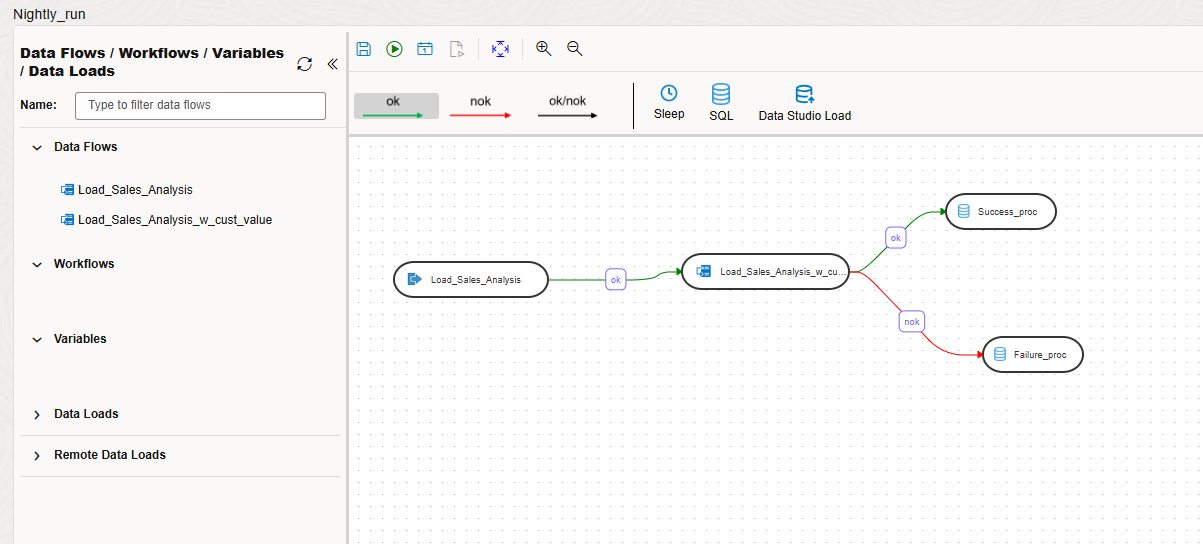 Nightly_run
Data Flows / Workflows / Variables
/ Data Loads
Name:
Type to filter data flows
Data Flows
Load_Sales_Analysis
Load_Sales_Analysis_w_cust_value
Workflows
Variables
Data Loads
Remote Data Loads
1
ok
nok
ok/nok
Sleep
SQL
Data Studio Load
Success_proc
ok
Load_Sales_Analysis
ok
Load_Sales_Analysis_w_cu...
nok
Failure_proc